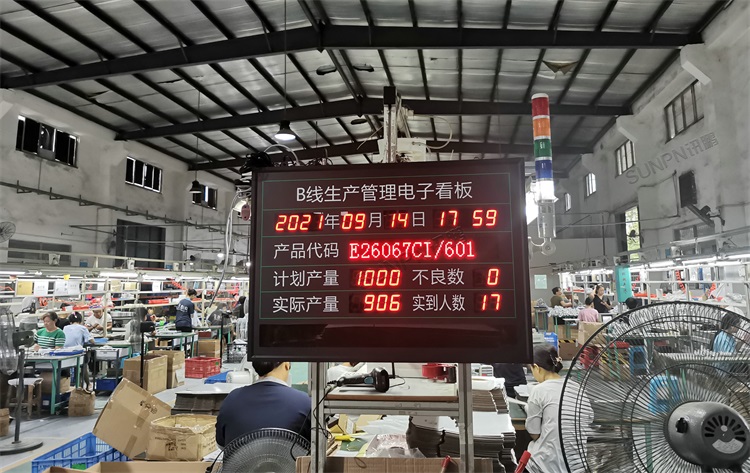 SUNPN讯鹏
B线生产管理电子看板
2021年09月14日 17 59
产品代码 E26067CI/601
计划产量 1000 不良数 0
实际产量 906 实到人数 17